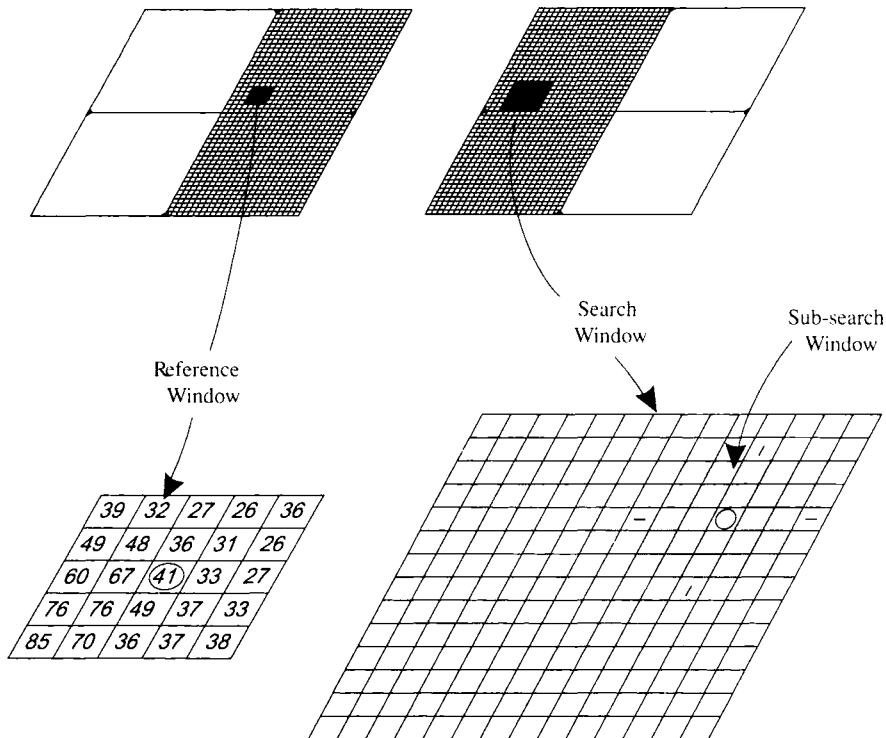 Search
Window
Sub-search
Window
Reference
Window
39 32 27 26 36
49 48 36 31 26
60 67 41 33 27
76 76 49 37 33
85 70 36 37 38